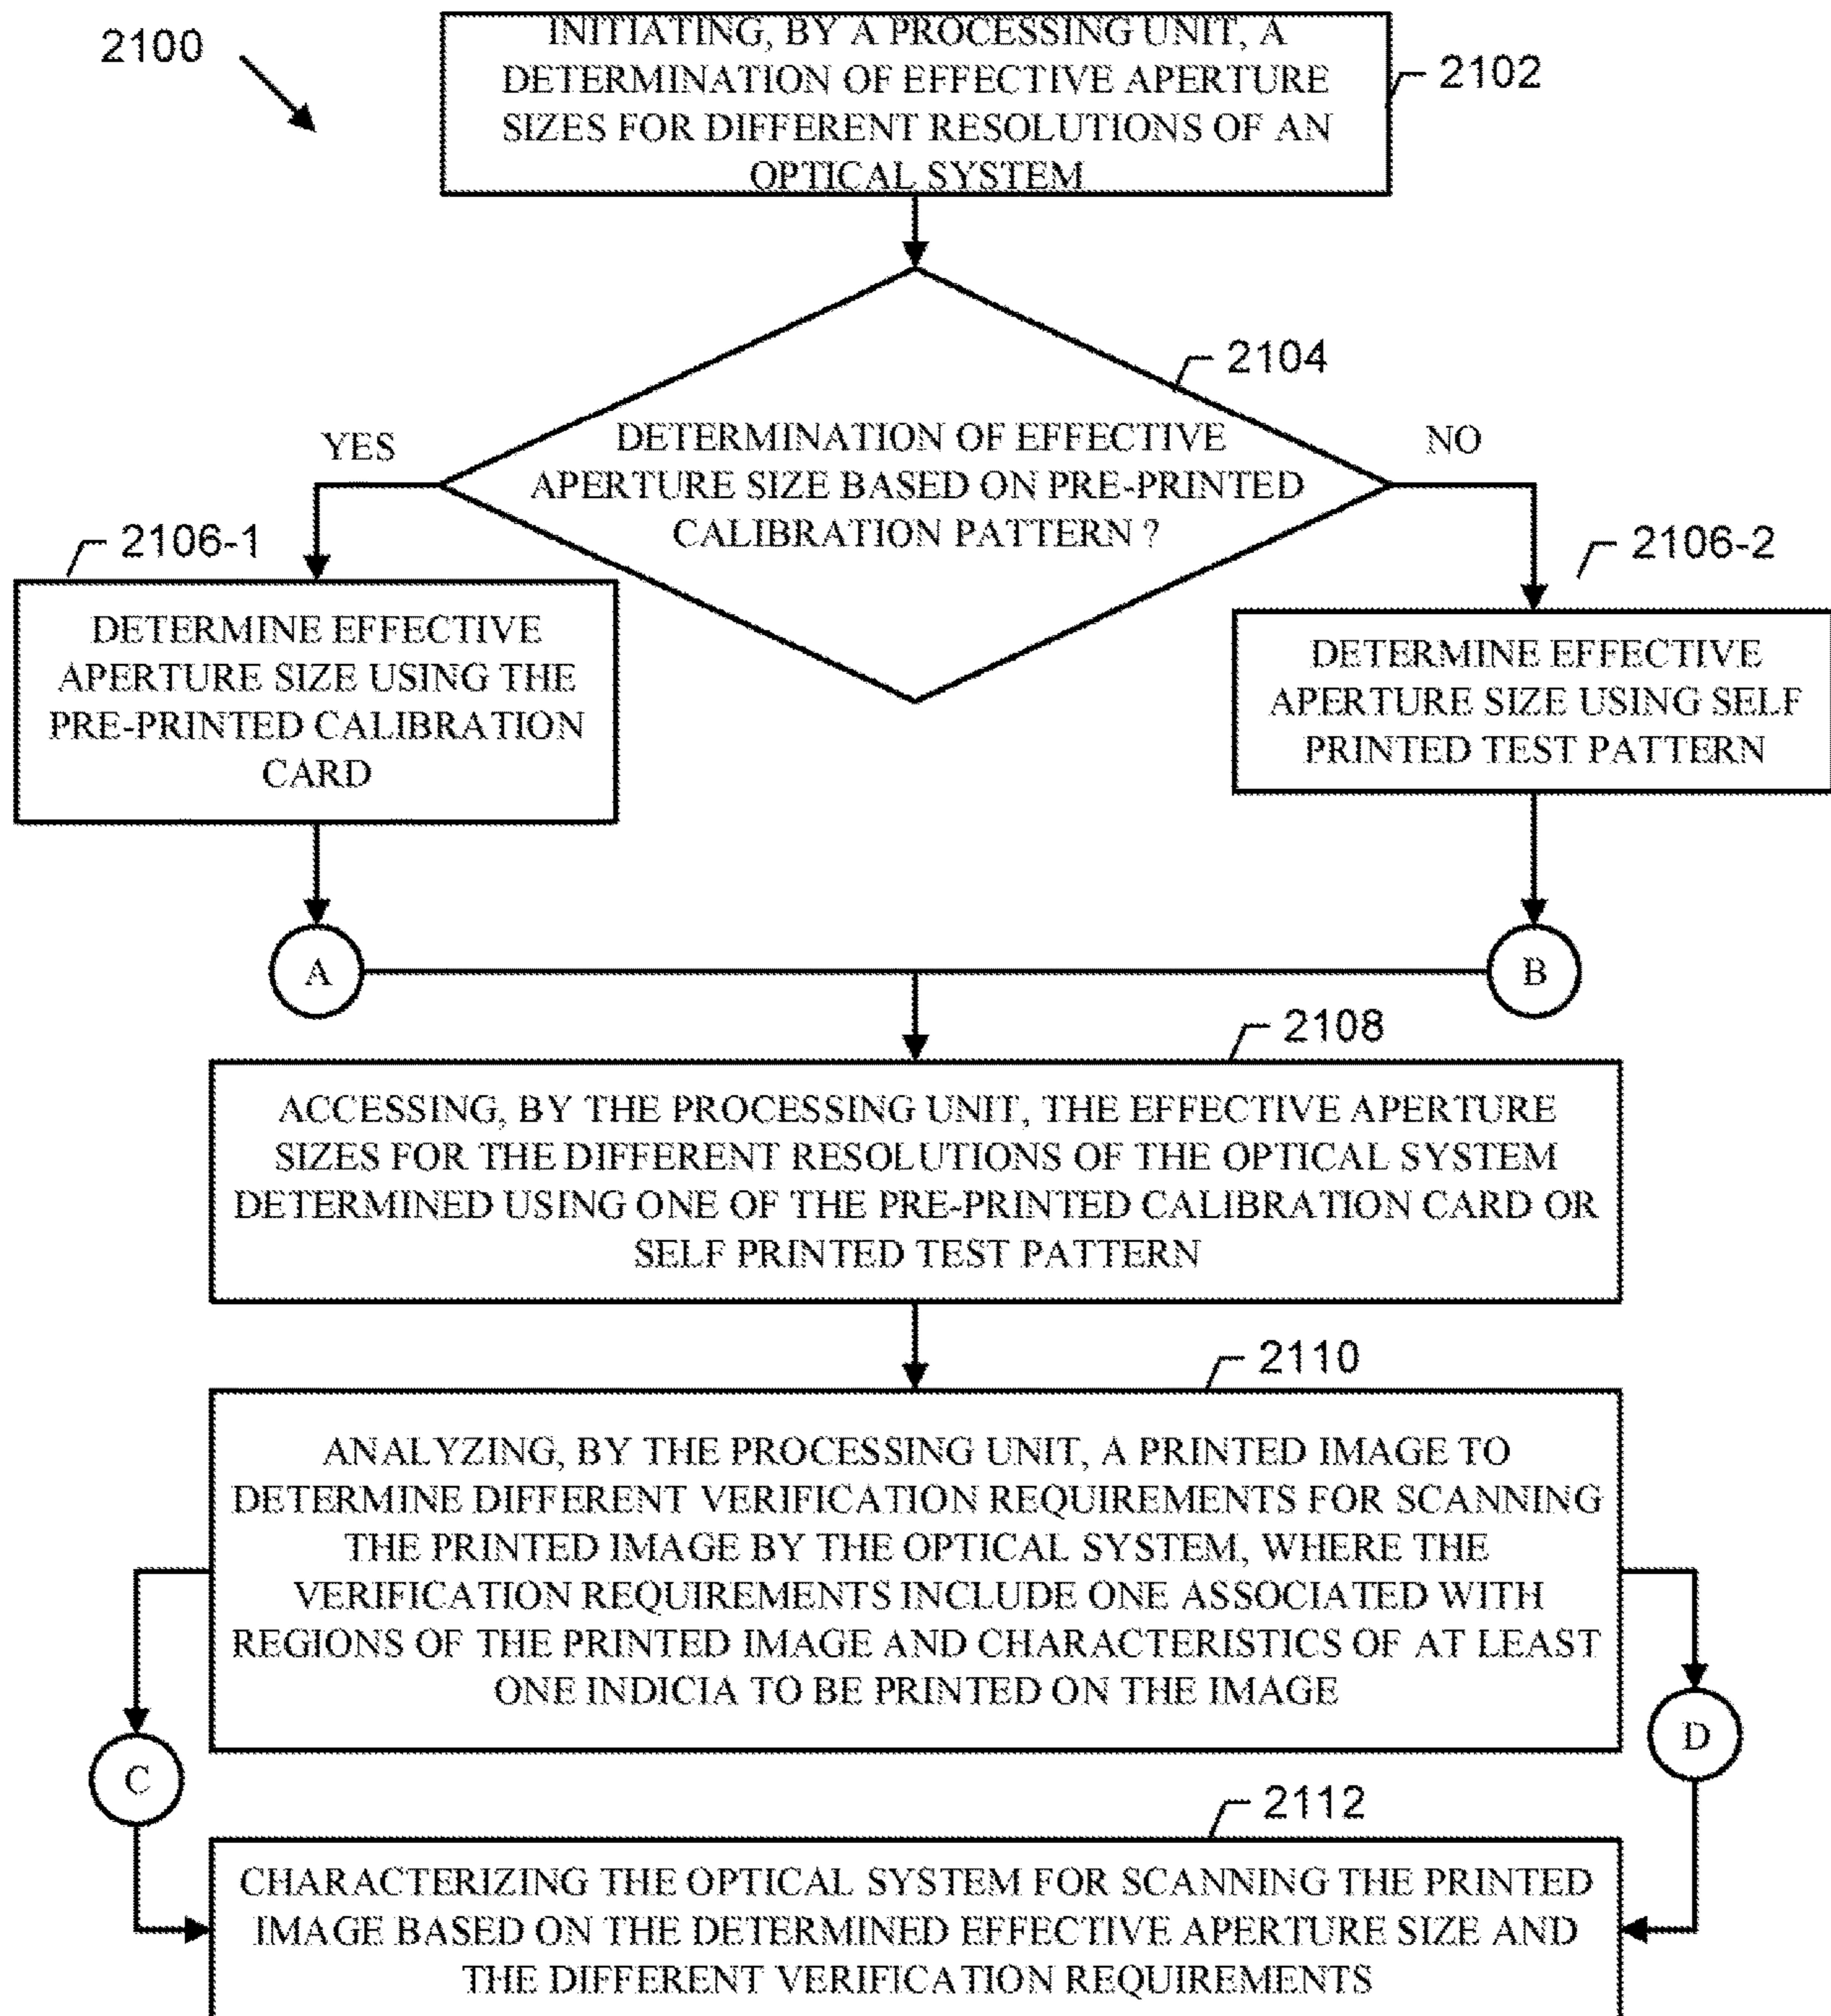 2100
INITIATING, BY A PROCESSING UNIT, A
DETERMINATION OF EFFECTIVE APERTURE
SIZES FOR DIFFERENT RESOLUTIONS OF AN
OPTICAL SYSTEM
2102
2104
DETERMINATION OF EFFECTIVE
APERTURE SIZE BASED ON PRE-PRINTED
CALIBRATION PATTERN ?
YES
NO
2106-1
DETERMINE EFFECTIVE
APERTURE SIZE USING THE
PRE-PRINTED CALIBRATION
CARD
2106-2
DETERMINE EFFECTIVE
APERTURE SIZE USING SELF
PRINTED TEST PATTERN
A
B
2108
ACCESSING, BY THE PROCESSING UNIT, THE EFFECTIVE APERTURE
SIZES FOR THE DIFFERENT RESOLUTIONS OF THE OPTICAL SYSTEM
DETERMINED USING ONE OF THE PRE-PRINTED CALIBRATION CARD OR
SELF PRINTED TEST PATTERN
2110
ANALYZING, BY THE PROCESSING UNIT, A PRINTED IMAGE TO
DETERMINE DIFFERENT VERIFICATION REQUIREMENTS FOR SCANNING
THE PRINTED IMAGE BY THE OPTICAL SYSTEM, WHERE THE
VERIFICATION REQUIREMENTS INCLUDE ONE ASSOCIATED WITH
REGIONS OF THE PRINTED IMAGE AND CHARACTERISTICS OF AT LEAST
ONE INDICIA TO BE PRINTED ON THE IMAGE
C
D
2112
CHARACTERIZING THE OPTICAL SYSTEM FOR SCANNING THE PRINTED
IMAGE BASED ON THE DETERMINED EFFECTIVE APERTURE SIZE AND
THE DIFFERENT VERIFICATION REQUIREMENTS